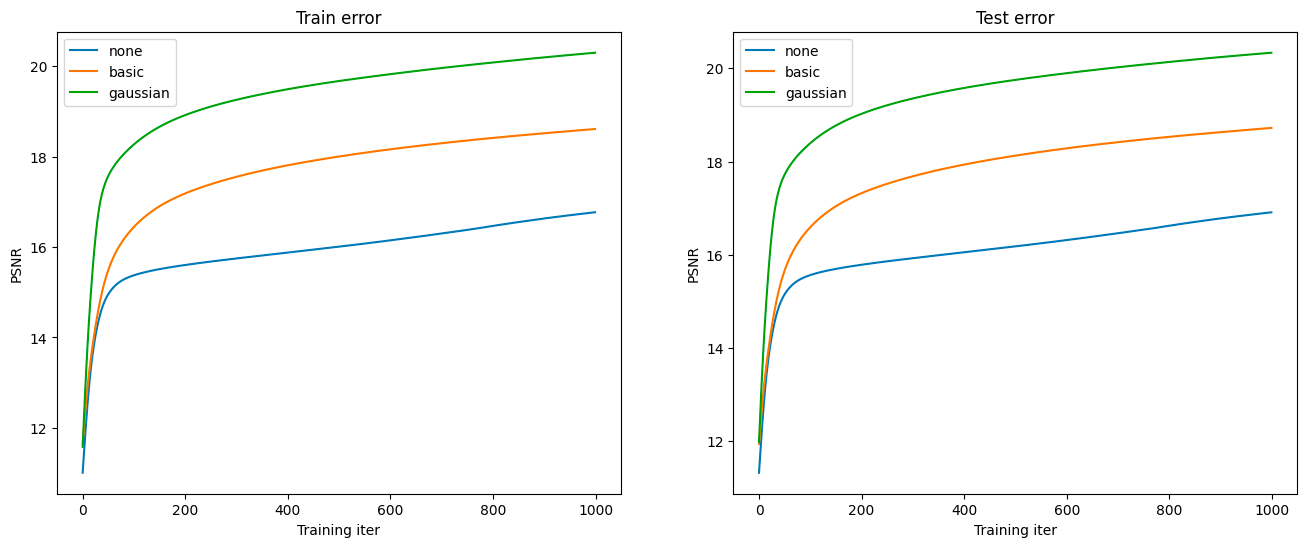 Train error
none
basic
gaussian
20
18
16
14
12
PSNR
0
200
400
600
800
1000
Training iter
Test error
none
basic
gaussian
20
18
16
14
12
PSNR
0
200
400
600
800
1000
Training iter